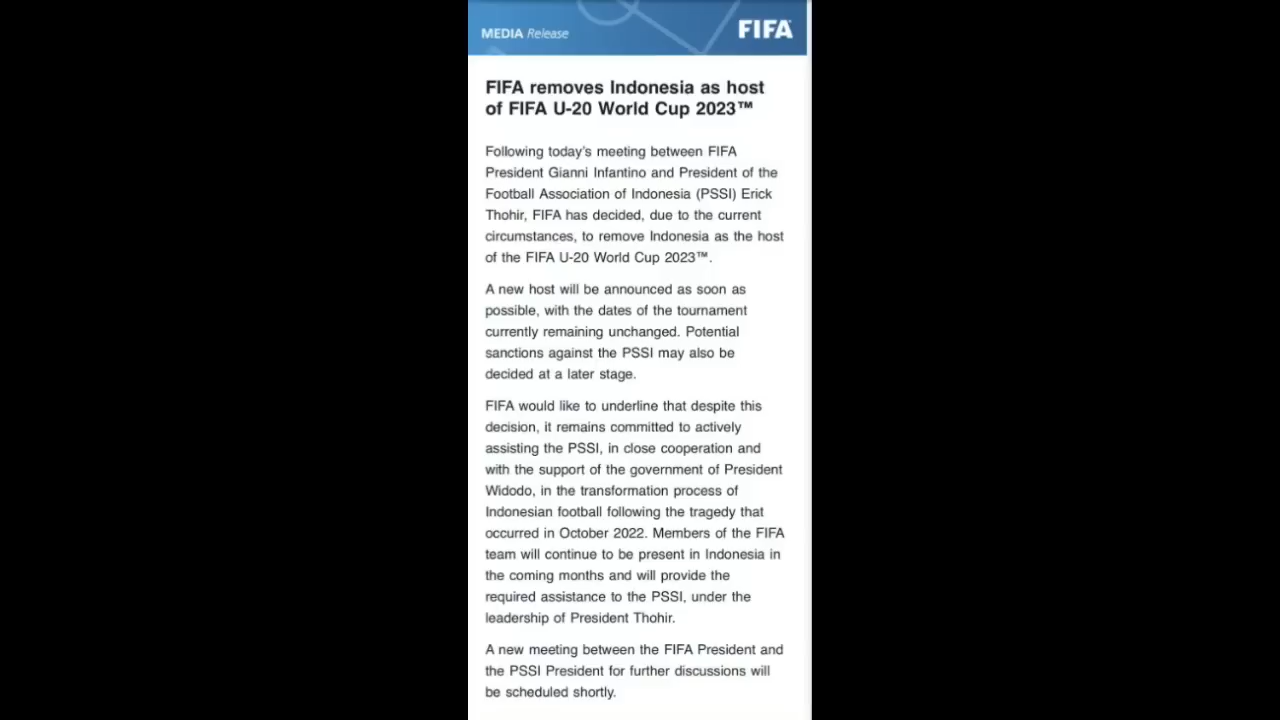 MEDIA Release
FIFA
FIFA removes Indonesia as host
of FIFA U-20 World Cup 2023™
Following today's meeting between FIFA
President Gianni Infantino and President of the
Football Association of Indonesia (PSSI) Erick
Thohir, FIFA has decided, due to the current
circumstances, to remove Indonesia as the host
of the FIFA U-20 World Cup 2023™.
A new host will be announced as soon as
possible, with the dates of the tournament
currently remaining unchanged. Potential
sanctions against the PSSI may also be
decided at a later stage.
FIFA would like to underline that despite this
decision, it remains committed to actively
assisting the PSSI, in close cooperation and
with the support of the government of President
Widodo, in the transformation process of
Indonesian football following the tragedy that
occurred in October 2022. Members of the FIFA
team will continue to be present in Indonesia in
the coming months and will provide the
required assistance to the PSSI, under the
leadership of President Thohir.
A new meeting between the FIFA President and
the PSSI President for further discussions will
be scheduled shortly.